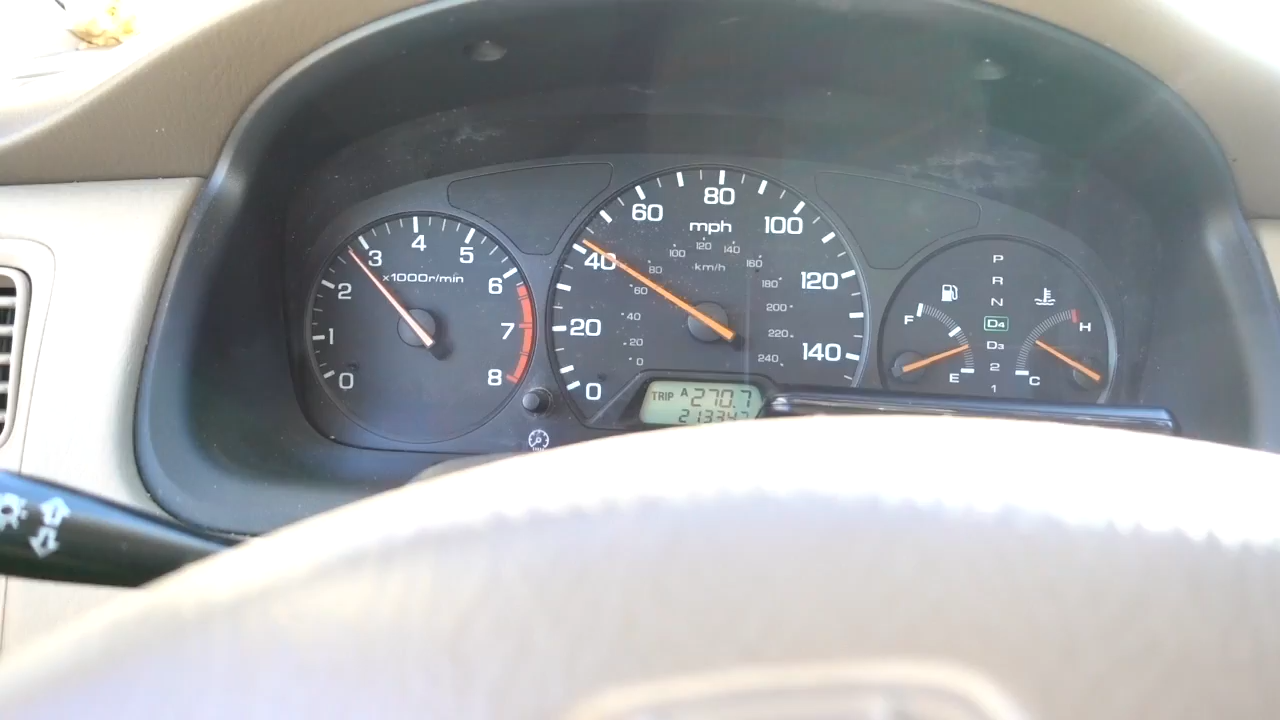 0 1 2 3 4 5 6 7 8
x1000r/min
0 20 40 60 80 100 120 140
mph
km/h
0 20 40 60 80 100 120 140 160 180 200 220 240
TRIP A 270.7
F E
P
R
N
D4
D3
2
1
C H